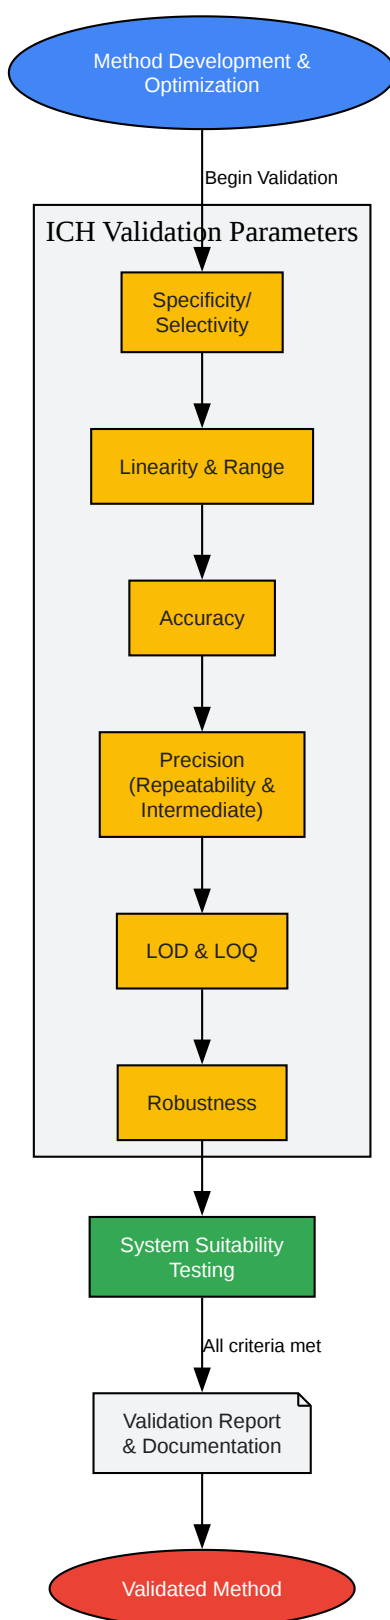 Method Development &
Optimization
Begin Validation
ICH Validation Parameters
Specificity/
Selectivity
Linearity & Range
Accuracy
Precision
(Repeatability &
Intermediate)
LOD & LOQ
Robustness
System Suitability
Testing
All criteria met
Validation Report
& Documentation
Validated Method